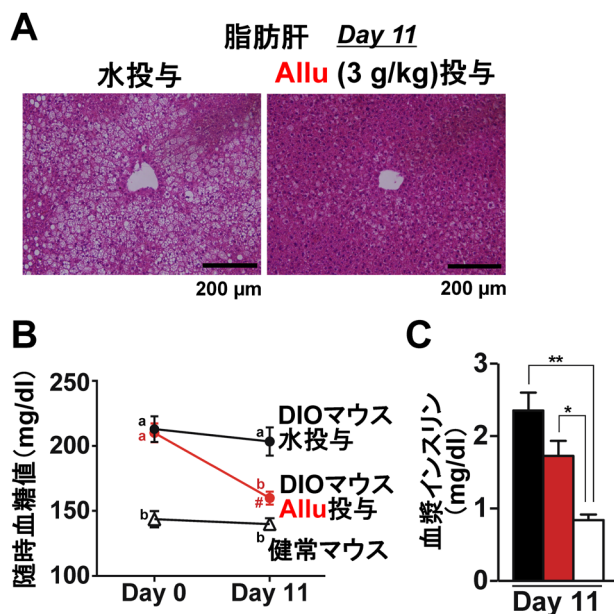 A
脂肪肝 Day 11
水投与
Allu (3 g/kg)投与
200 μm
200 μm
B
随時血糖値(mg/dl)
250
200
150
100
a
a
b
a
b
#
b
DIOマウス
水投与
DIOマウス
Allu投与
健常マウス
Day 0
Day 11
C
血漿インスリン
(mg/dl)
3
2
1
0
**
*
Day 11